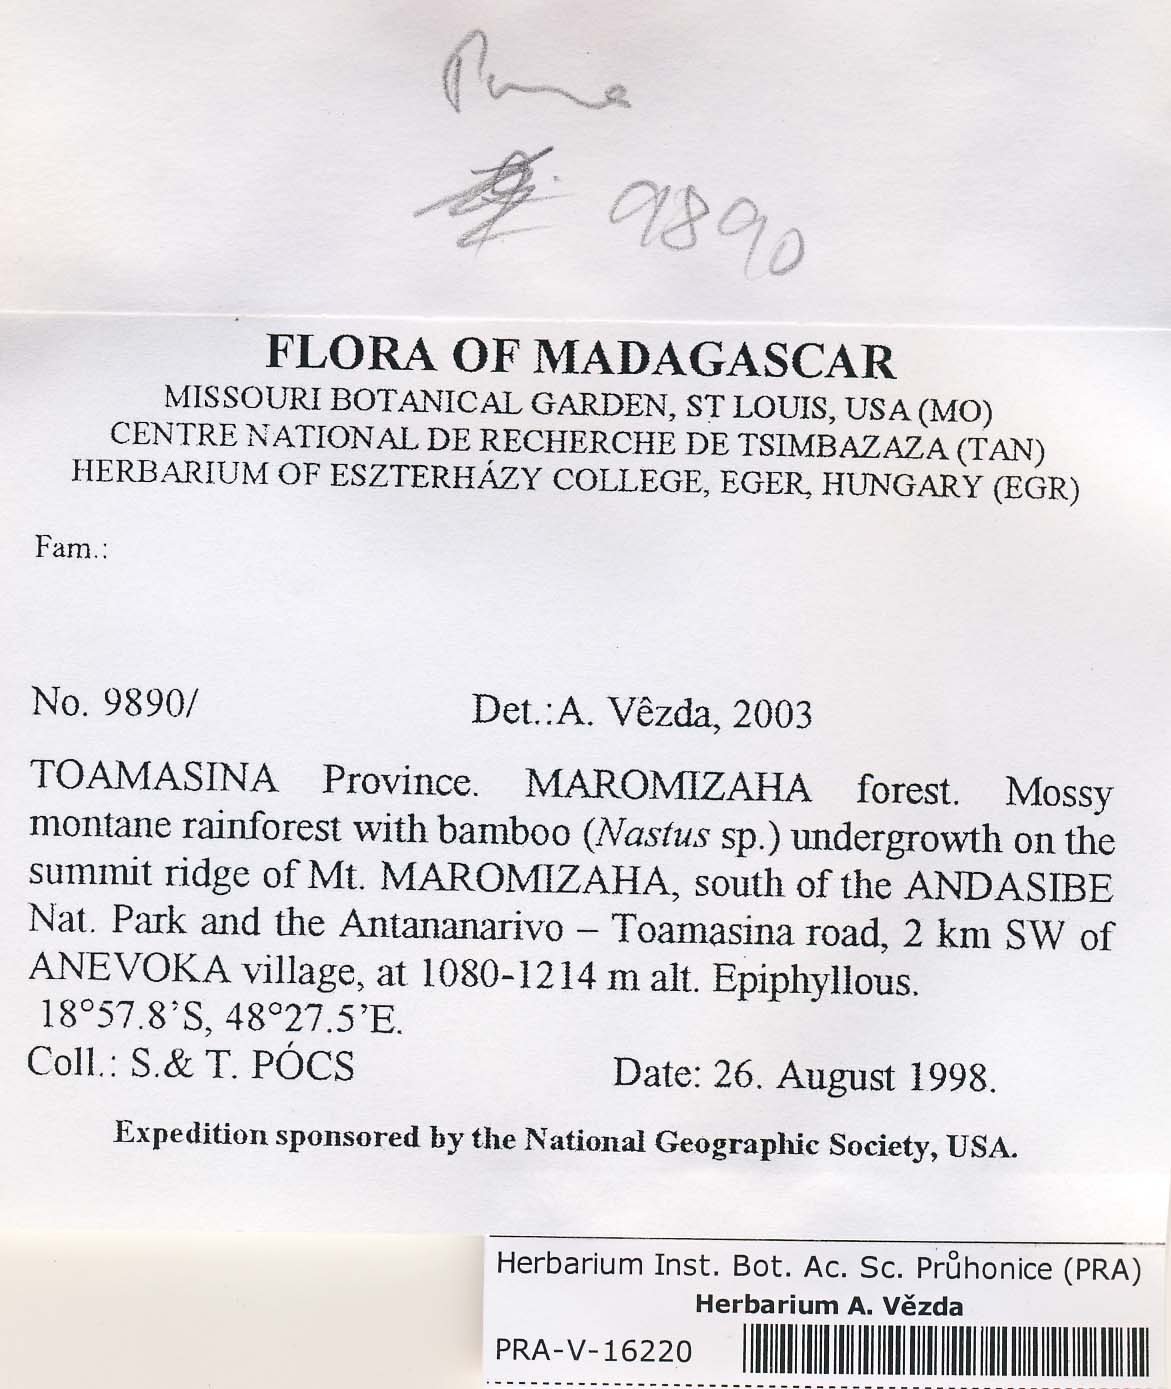 9890
FLORA OF MADAGASCAR
MISSOURI BOTANICAL GARDEN, ST LOUIS, USA (MO)
CENTRE NATIONAL DE RECHERCHE DE TSIMBAZAZA (TAN)
HERBARIUM OF ESZTERHÁZY COLLEGE, EGER, HUNGARY (EGR)
Fam.:
No. 9890/ Det.:A. Vêzda, 2003
TOAMASINA Province. MAROMIZAHA forest. Mossy
montane rainforest with bamboo (Nastus sp.) undergrowth on the
summit ridge of Mt. MAROMIZAHA, south of the ANDASIBE
Nat. Park and the Antananarivo – Toamasina road, 2 km SW of
ANEVOKA village, at 1080-1214 m alt. Epiphyllous.
18°57.8'S, 48°27.5'E.
Coll.: S.& T. PÓCS Date: 26. August 1998.
Expedition sponsored by the National Geographic Society, USA.
Herbarium Inst. Bot. Ac. Sc. Průhonice (PRA)
Herbarium A. Vězda
PRA-V-16220